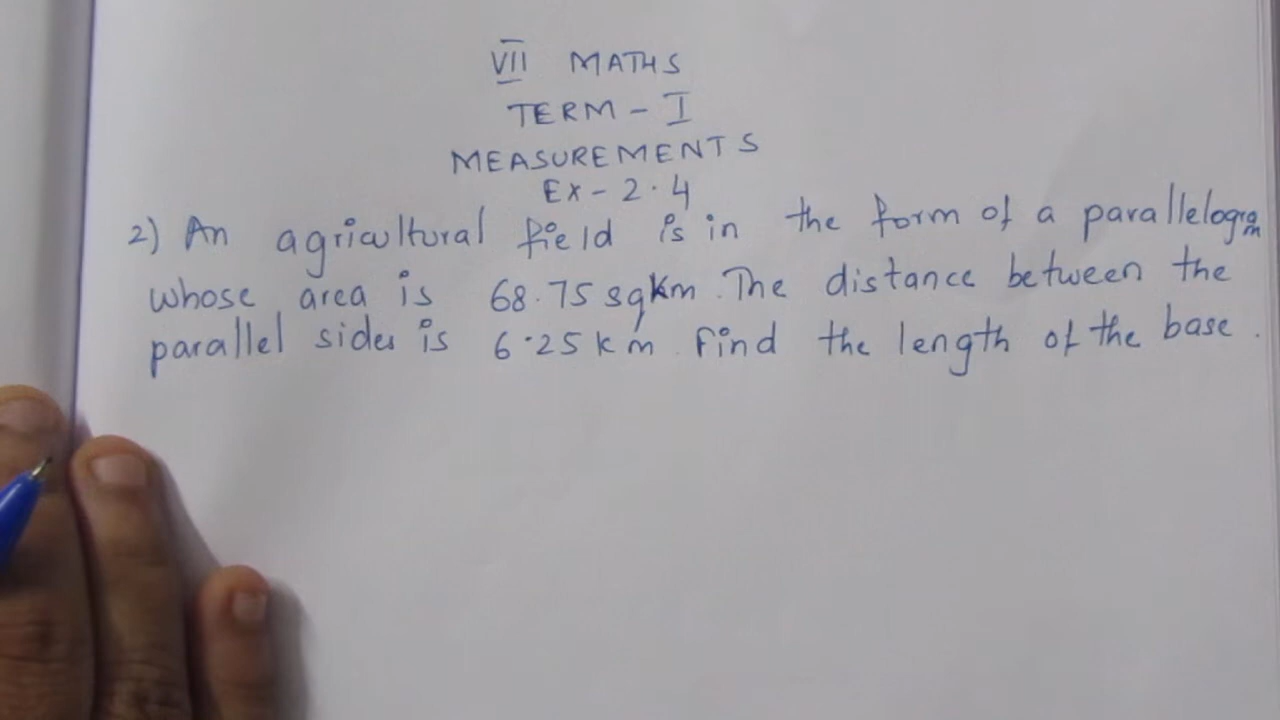 VII MATHS
TERM - I
MEASUREMENTS
EX - 2.4
2) An agricultural field is in the form of a parallelogram
whose area is 68.75 sqkm. The distance between the
parallel sides is 6.25 km. Find the length of the base.